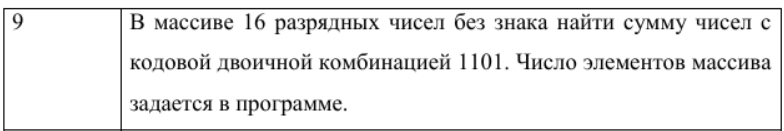 9 В массиве 16 разрядных чисел без знака найти сумму чисел с
кодовой двоичной комбинацией 1101. Число элементов массива
задается в программе.